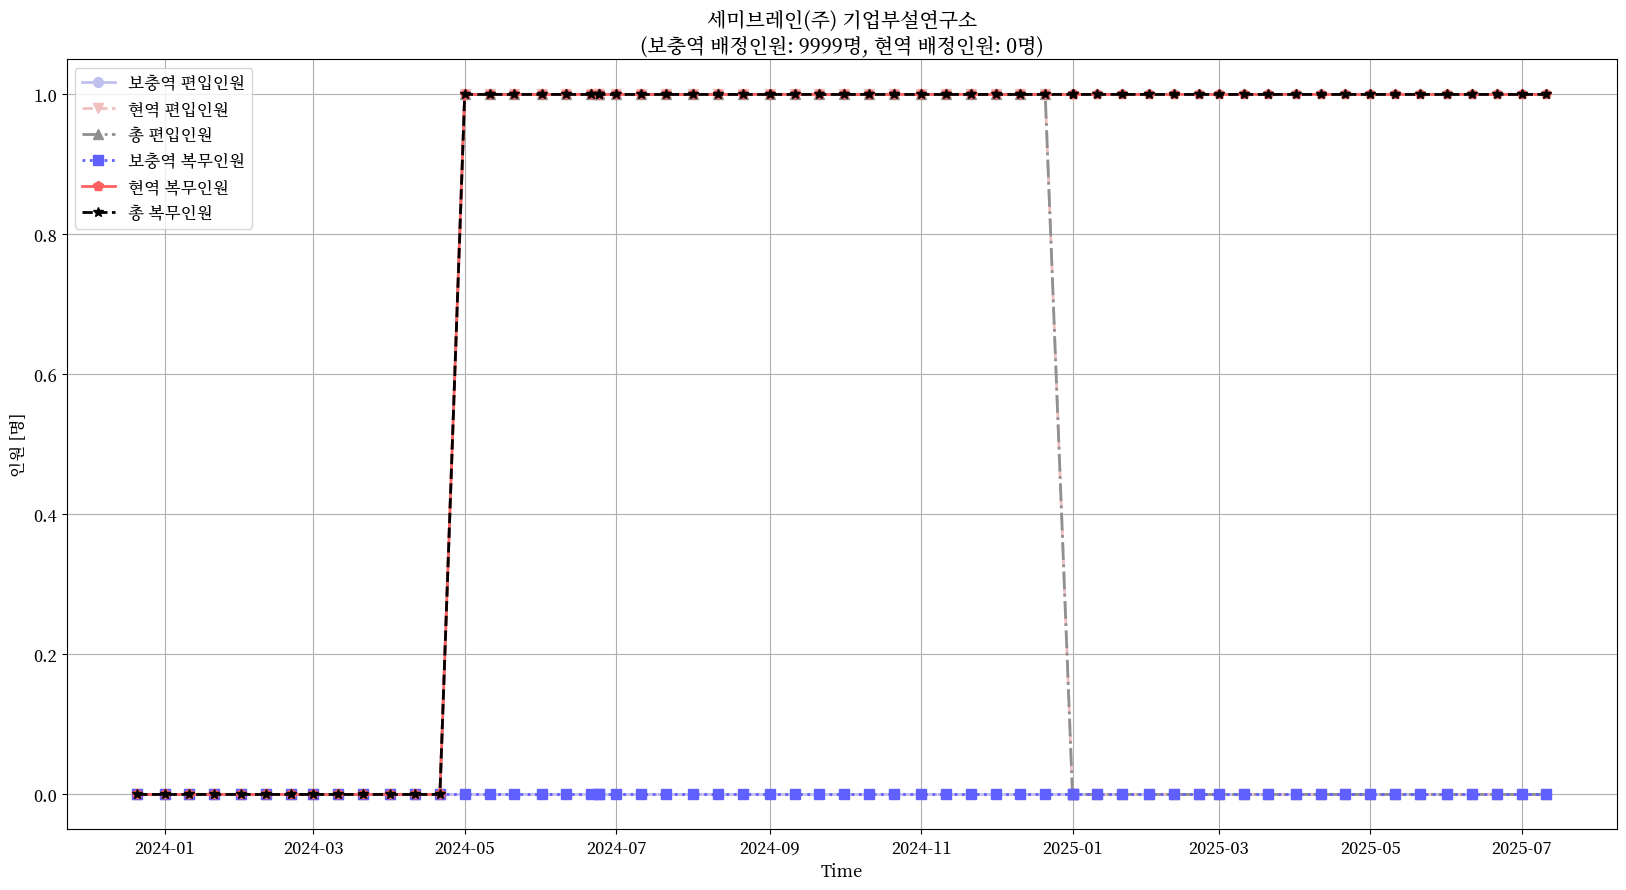 세미브레인(주) 기업부설연구소
(보충역 배정인원: 9999명, 현역 배정인원: 0명)
보충역 편입인원
현역 편입인원
총 편입인원
보충역 복무인원
현역 복무인원
총 복무인원
1.0
0.8
0.6
0.4
0.2
0.0
인원 [명]
2024-01
2024-03
2024-05
2024-07
2024-09
2024-11
2025-01
2025-03
2025-05
2025-07
Time